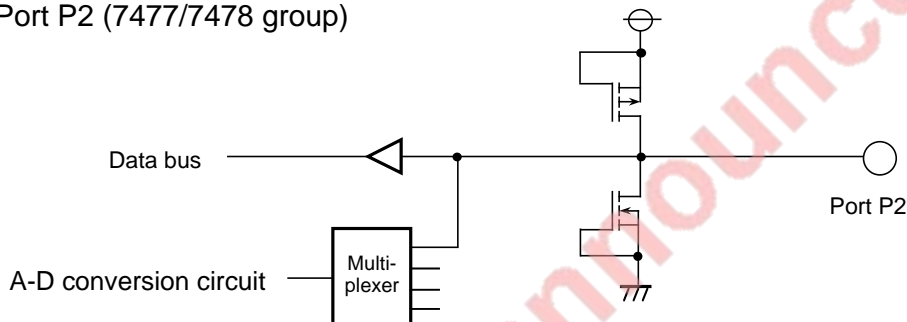 Port P2 (7477/7478 group)
Data bus
Port P2
A-D conversion circuit
Multi-
plexer